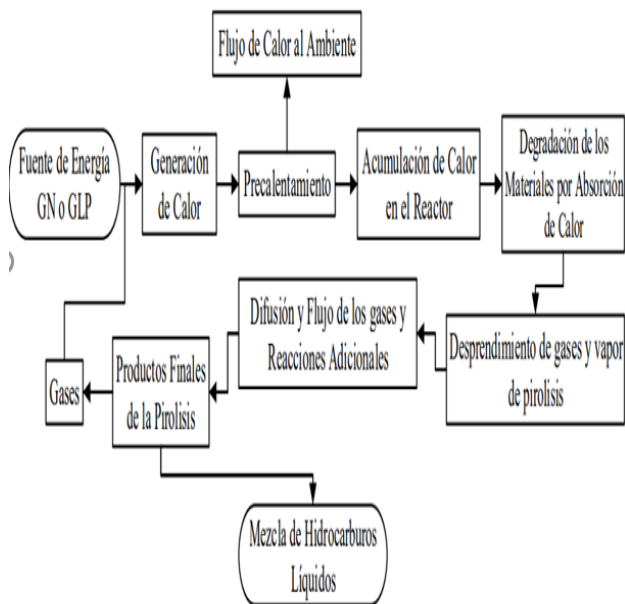 Flujo de Calor al Ambiente
Fuente de Energía
GN o GLP
Generación
de Calor
Precalentamiento
Acumulación de Calor
en el Reactor
Degradación de los
Materiales por Absorción
de Calor
Desprendimiento de gases y vapor
de pirolisis
Difusión y Flujo de los gases y
Reacciones Adicionales
Productos Finales
de la Pirolisis
Gases
Mezcla de Hidrocarburos
Líquidos